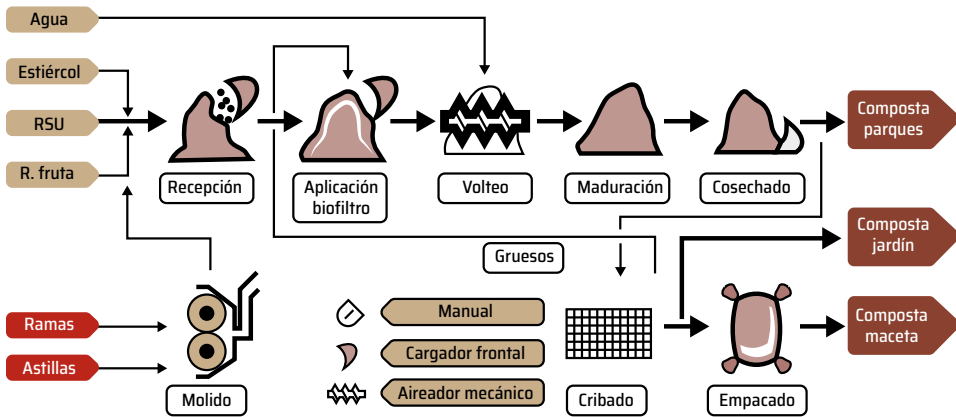 Agua
Estiércol
RSU
R. fruta
Recepción
Aplicación
biofiltro
Volteo
Maduración
Cosechado
Composta
parques
Composta
jardín
Gruesos
Ramas
Astillas
Molido
Manual
Cargador frontal
Aireador mecánico
Cribado
Empacado
Composta
maceta